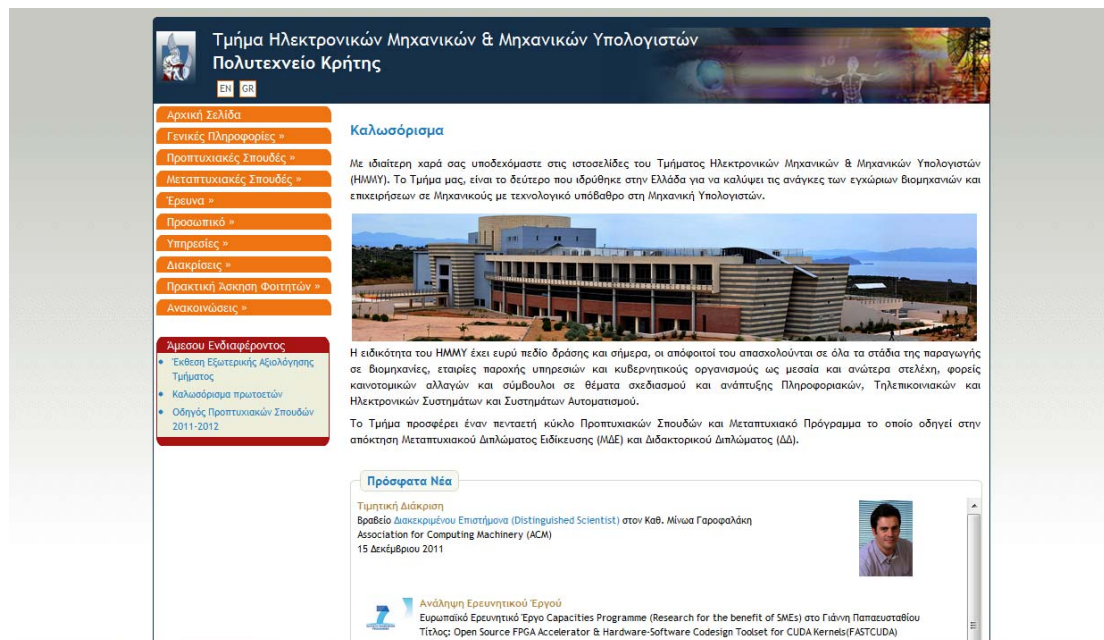 Τμήμα Ηλεκτρονικών Μηχανικών & Μηχανικών Υπολογιστών
Πολυτεχνείο Κρήτης
EN GR
Αρχική Σελίδα
Γενικές Πληροφορίες »
Προπτυχιακές Σπουδές »
Μεταπτυχιακές Σπουδές »
Έρευνα »
Προσωπικό »
Υπηρεσίες »
Διακρίσεις »
Πρακτική Άσκηση Φοιτητών »
Ανακοινώσεις »
Άμεσου Ενδιαφέροντος
Έκθεση Εξωτερικής Αξιολόγησης
Τμήματος
Καλωσόρισμα πρωτοετών
Οδηγός Προπτυχιακών Σπουδών
2011-2012
Καλωσόρισμα
Με ιδιαίτερη χαρά σας υποδεχόμαστε στις ιστοσελίδες του Τμήματος Ηλεκτρονικών Μηχανικών & Μηχανικών Υπολογιστών
(ΗΜΜΥ). Το Τμήμα μας, είναι το δεύτερο που ιδρύθηκε στην Ελλάδα για να καλύψει τις ανάγκες των εγχώριων βιομηχανιών και
επιχειρήσεων σε Μηχανικούς με τεχνολογικό υπόβαθρο στη Μηχανική Υπολογιστών.
Η ειδικότητα του ΗΜΜΥ έχει ευρύ πεδίο δράσης και σήμερα, οι απόφοιτοί του απασχολούνται σε όλα τα στάδια της παραγωγής
σε βιομηχανίες, εταιρίες παροχής υπηρεσιών και κυβερνητικούς οργανισμούς ως μεσαία και ανώτερα στελέχη, φορείς
καινοτομικών αλλαγών και σύμβουλοι σε θέματα σχεδιασμού και ανάπτυξης Πληροφοριακών, Τηλεπικοινιακών και
Ηλεκτρονικών Συστημάτων και Συστημάτων Αυτοματισμού.
Το Τμήμα προσφέρει έναν πενταετή κύκλο Προπτυχιακών Σπουδών και Μεταπτυχιακό Πρόγραμμα το οποίο οδηγεί στην
απόκτηση Μεταπτυχιακού Διπλώματος Ειδίκευσης (ΜΔΕ) και Διδακτορικού Διπλώματος (ΔΔ).
Πρόσφατα Νέα
Τιμητική Διάκριση
Βραβείο Διακεκριμένου Επιστήμονα (Distinguished Scientist) στον Καθ. Μίνωα Γαροφαλάκη
Association for Computing Machinery (ACM)
15 Δεκέμβριου 2011
Ανάληψη Ερευνητικού Έργου
Ευρωπαϊκό Ερευνητικό Έργο Capacities Programme (Research for the benefit of SMEs) στο Γιάννη Παπαευσταθίου
Τίτλος: Open Source FPGA Accelerator & Hardware-Software Codesign Toolset for CUDA Kernels(FASTCUDA)